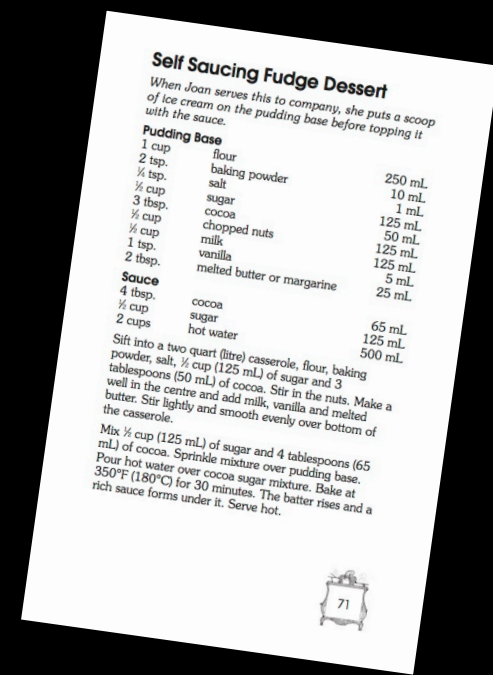 Self Saucing Fudge Dessert
When Joan serves this to company, she puts a scoop
of ice cream on the pudding base before topping it
with the sauce.
Pudding Base
1 cup flour 250 mL
2 tsp. baking powder 10 mL
¼ tsp. salt 1 mL
½ cup sugar 125 mL
3 tbsp. cocoa 50 mL
½ cup chopped nuts 125 mL
½ cup milk 125 mL
1 tsp. vanilla 5 mL
2 tbsp. melted butter or margarine 25 mL
Sauce
4 tbsp. cocoa 65 mL
½ cup sugar 125 mL
2 cups hot water 500 mL
Sift into a two quart (litre) casserole, flour, baking
powder, salt, ½ cup (125 mL) of sugar and 3
tablespoons (50 mL) of cocoa. Stir in the nuts. Make a
well in the centre and add milk, vanilla and melted
butter. Stir lightly and smooth evenly over bottom of
the casserole.
Mix ½ cup (125 mL) of sugar and 4 tablespoons (65
mL) of cocoa. Sprinkle mixture over pudding base.
Pour hot water over cocoa sugar mixture. Bake at
350°F (180°C) for 30 minutes. The batter rises and a
rich sauce forms under it. Serve hot.
71